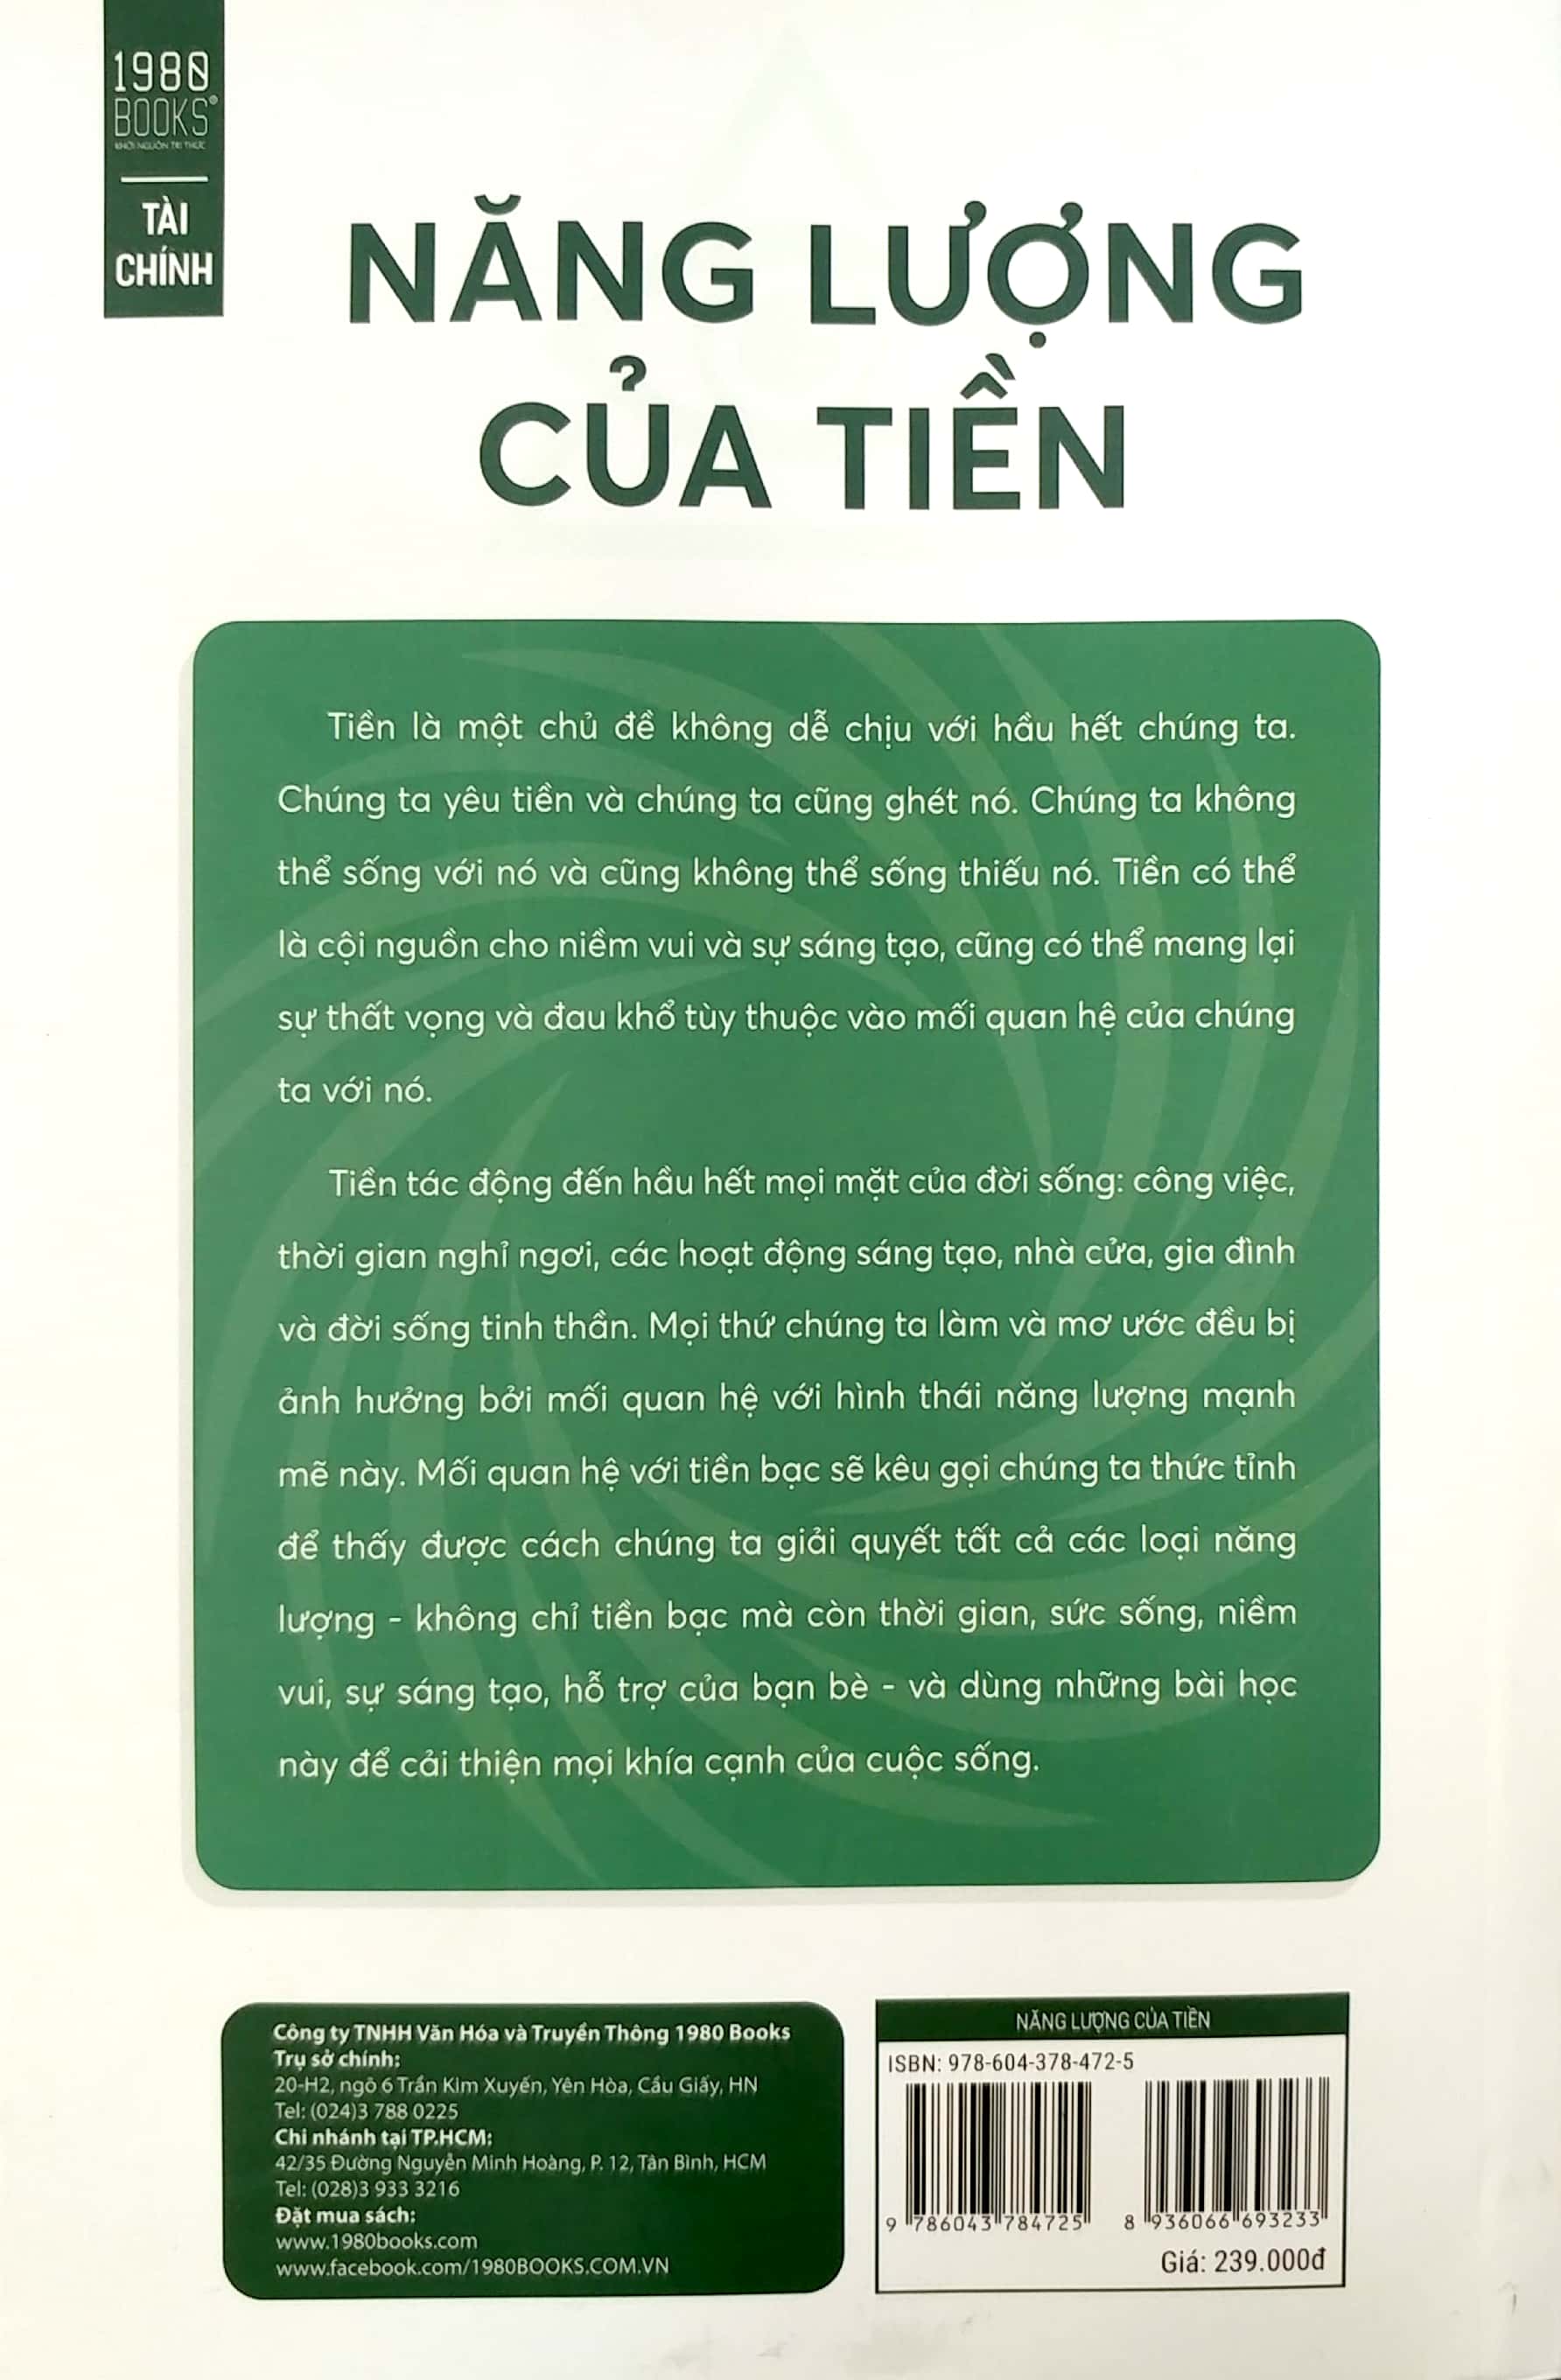 1980
BOOKS®
KHƠI NGUỒN TRI THỨC
TÀI
CHÍNH
NĂNG LƯỢNG
CỦA TIỀN
Tiền là một chủ đề không dễ chịu với hầu hết chúng ta.
Chúng ta yêu tiền và chúng ta cũng ghét nó. Chúng ta không
thể sống với nó và cũng không thể sống thiếu nó. Tiền có thể
là cội nguồn cho niềm vui và sự sáng tạo, cũng có thể mang lại
sự thất vọng và đau khổ tùy thuộc vào mối quan hệ của chúng
ta với nó.
Tiền tác động đến hầu hết mọi mặt của đời sống: công việc,
thời gian nghỉ ngơi, các hoạt động sáng tạo, nhà cửa, gia đình
và đời sống tinh thần. Mọi thứ chúng ta làm và mơ ước đều bị
ảnh hưởng bởi mối quan hệ với hình thái năng lượng mạnh
mẽ này. Mối quan hệ với tiền bạc sẽ kêu gọi chúng ta thức tỉnh
để thấy được cách chúng ta giải quyết tất cả các loại năng
lượng - không chỉ tiền bạc mà còn thời gian, sức sống, niềm
vui, sự sáng tạo, hỗ trợ của bạn bè - và dùng những bài học
này để cải thiện mọi khía cạnh của cuộc sống.
Công ty TNHH Văn Hóa và Truyền Thông 1980 Books
Trụ sở chính:
20-H2, ngõ 6 Trần Kim Xuyến, Yên Hòa, Cầu Giấy, HN
Tel: (024)3 788 0225
Chi nhánh tại TP.HCM:
42/35 Đường Nguyễn Minh Hoàng, P. 12, Tân Bình, HCM
Tel: (028)3 933 3216
Đặt mua sách:
www.1980books.com
www.facebook.com/1980BOOKS.COM.VN
NĂNG LƯỢNG CỦA TIỀN
ISBN: 978-604-378-472-5
9 786043 784725
8 936066 693233
Giá: 239.000đ